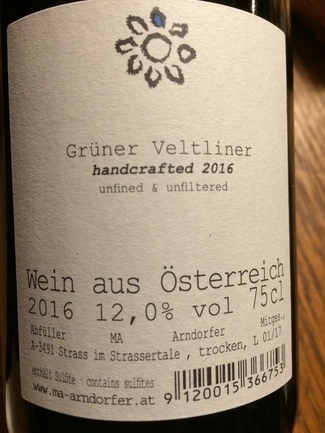 Grüner Veltliner
handcrafted 2016
unfined & unfiltered
Wein aus Österreich
2016 12,0% vol 75cl
Abfüller MA Arndorfer Mitges.,
A-3491 Strass im Strassertale , trocken, L 01/17
enthält Sulfite · contains sulfites
www.ma-arndorfer.at
9 120015 366753